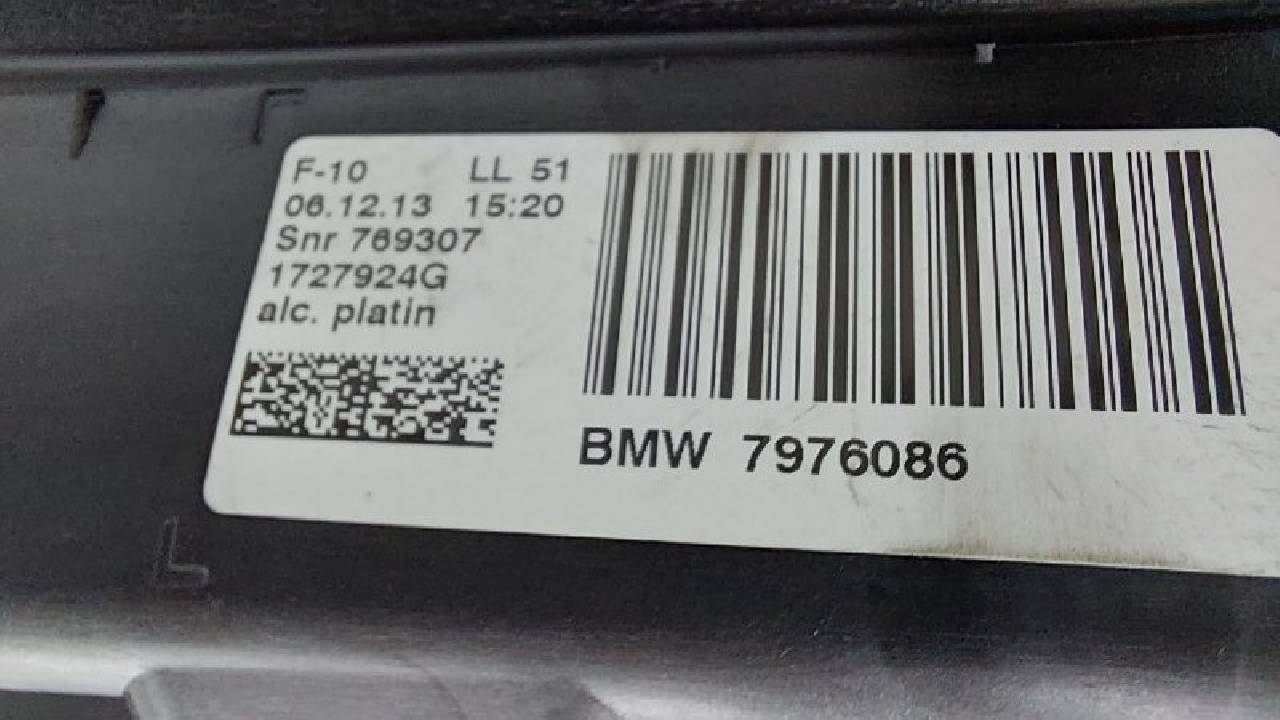 F-10 LL 51
06.12.13 15:20
Snr 769307
1727924G
alc. platin
BMW 7976086